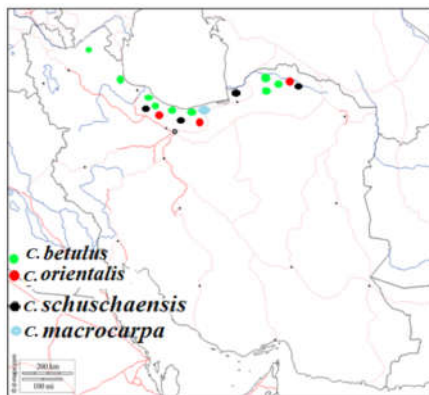 C. betulus
C. orientalis
C. schuschaensis
C. macrocarpa
200 km
100 mi